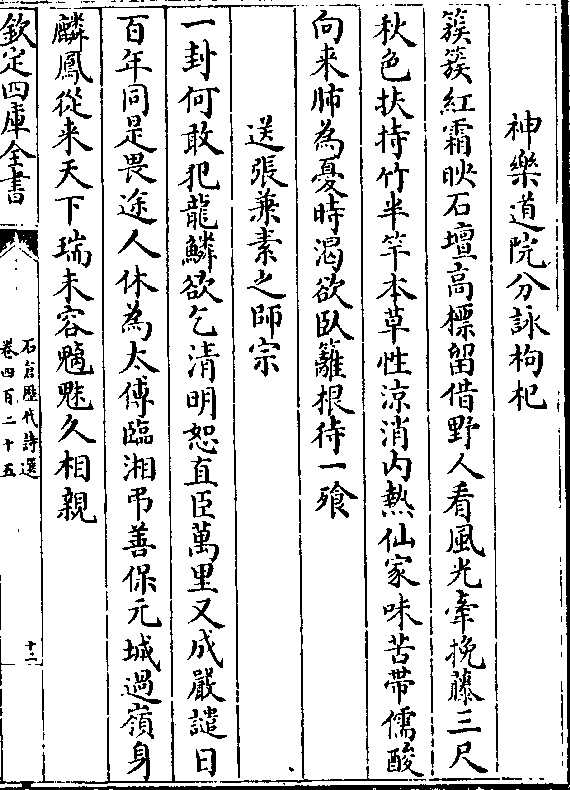 神樂道院分詠枸杞
簇簇紅霜映石壇高標留借野人看風光牽挽藤三尺
秋色扶持竹半竿本草性凉消内熱仙家味苦帶儒酸
向来肺為憂時渴欲臥籬根待一飱
送張兼素之師宗
一封何敢犯龍鱗欲乞清明恕直臣萬里又成嚴譴日
百年同是畏途人休為太傅臨湘弔善保元城過嶺身
麟鳳從来天下瑞未容魑魅久相親
欽定四庫全書
石倉歴代詩選
卷四百二十五
十二